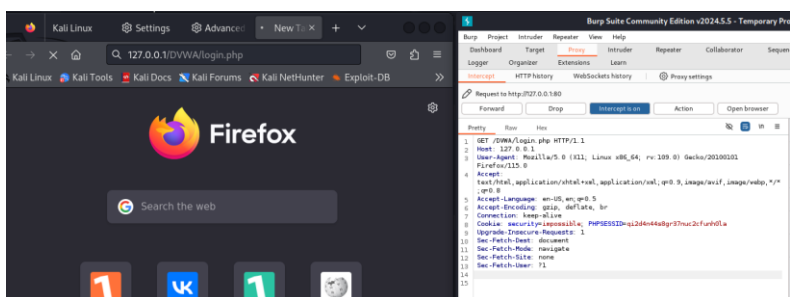 Kali Linux
Settings
Advanced
New Ta
127.0.0.1/DVWA/login.php
Kali Linux Kali Tools Kali Docs Kali Forums Kali NetHunter Exploit-DB
Firefox
Search the web
Burp Suite Community Edition v2024.5.5 - Temporary Pro
Burp Project Intruder Repeater View Help
Dashboard Target Proxy Intruder Repeater Collaborator Sequen
Logger Organizer Extensions Learn
Intercept HTTP history WebSockets history Proxy settings
Request to http://127.0.0.1:80
Forward Drop Intercept is on Action Open browser
Pretty Raw Hex
1 GET /DVWA/login.php HTTP/1.1
2 Host: 127.0.0.1
3 User-Agent: Mozilla/5.0 (X11; Linux x86_64; rv:109.0) Gecko/20100101
Firefox/115.0
4 Accept:
text/html,application/xhtml+xml,application/xml;q=0.9,image/avif,image/webp,*/*
;q=0.8
5 Accept-Language: en-US,en;q=0.5
6 Accept-Encoding: gzip, deflate, br
7 Connection: keep-alive
8 Cookie: security=impossible; PHPSESSID=qi2d4n44s8gr37nuc2cfunh0la
9 Upgrade-Insecure-Requests: 1
10 Sec-Fetch-Dest: document
11 Sec-Fetch-Mode: navigate
12 Sec-Fetch-Site: none
13 Sec-Fetch-User: ?1
14
15